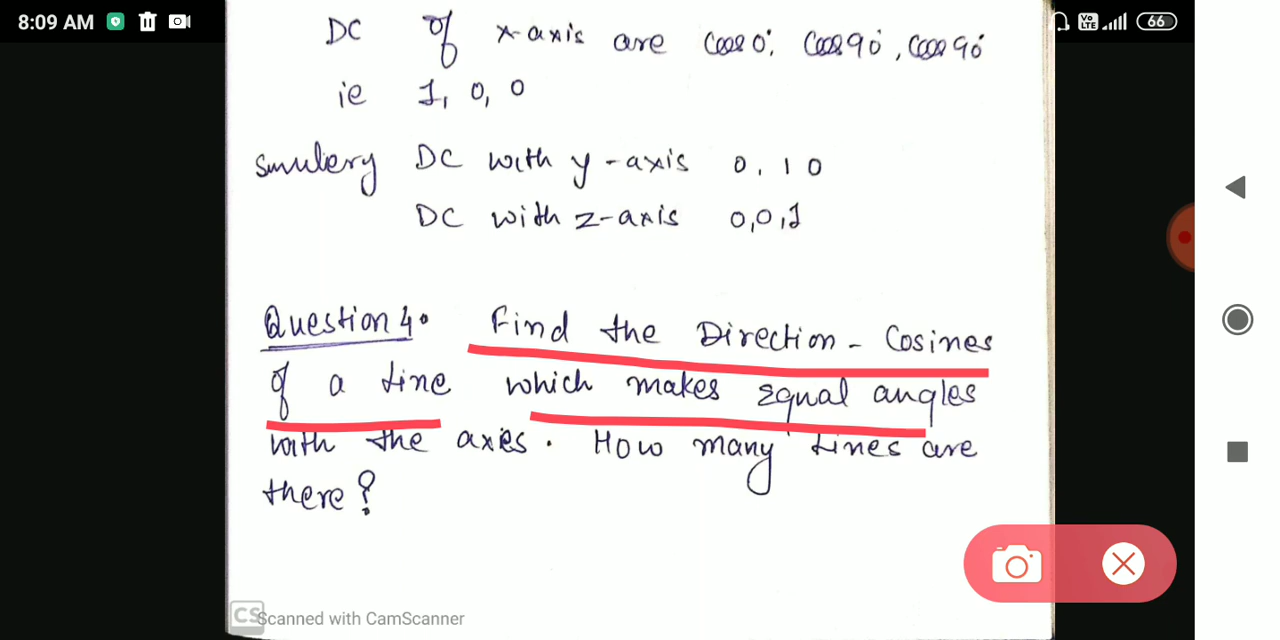 8:09 AM
Vo LTE 66
DC of x-axis are Cos 0°, Cos 90°, Cos 90°
ie 1, 0, 0
DC with y-axis 0, 1 0
DC with z-axis 0, 0, 1
Question 4. Find the Direction - Cosines
of a line which makes equal angles
with the axes. How many lines are
there?
CS Scanned with CamScanner